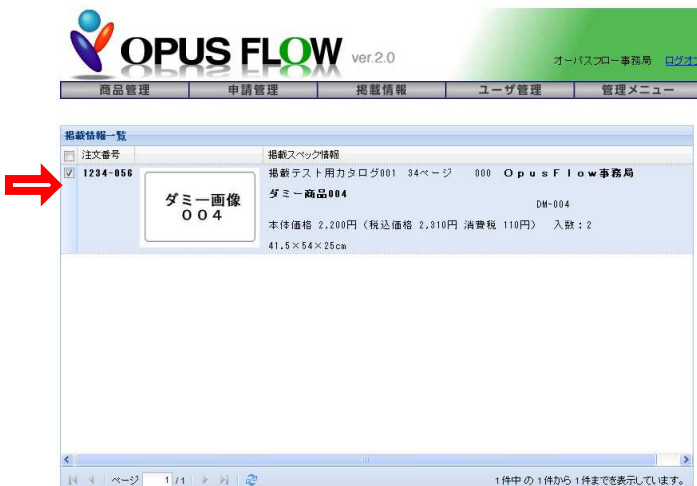 OPUS FLOW ver.2.0
オーパスフロー事務局 ログオ
商品管理 申請管理 掲載情報 ユーザ管理 管理メニュー
掲載情報一覧
注文番号 掲載スペック情報
1234-056 掲載テスト用カタログ001 34ページ 000 OpusFlow事務局
ダミー画像
004
ダミー商品004
DM-004
本体価格 2,200円（税込価格 2,310円 消費税 110円） 入数：2
41.5×54×25cm
ページ 1 /1 1件中 の 1件から 1件までを表示しています。